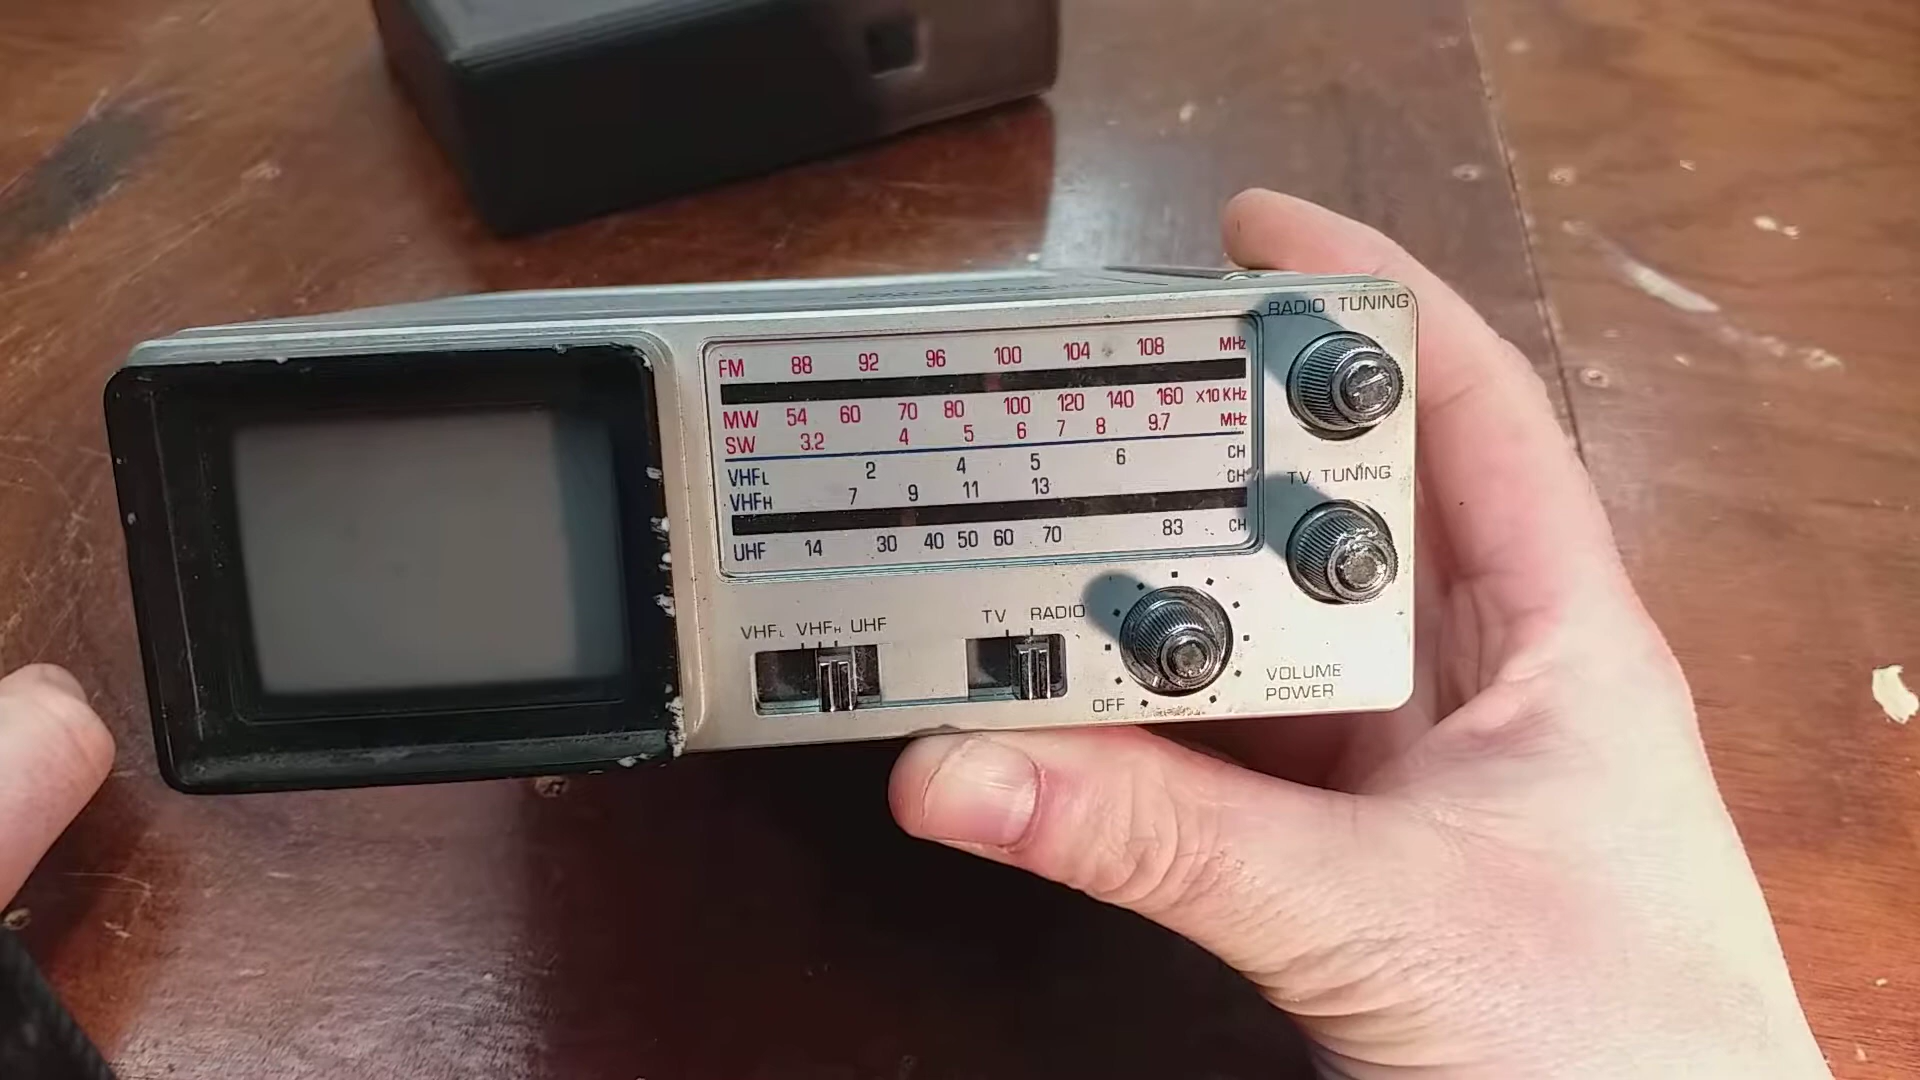 RADIO TUNING
FM 88 92 96 100 104 108 MHz
MW 54 60 70 80 100 120 140 160 X10 KHz
SW 3.2 4 5 6 7 8 9.7 MHz
VHFL 2 4 5 6 CH
VHFH 7 9 11 13 CH
UHF 14 30 40 50 60 70 83 CH
TV TUNING
VHFL VHFH UHF
TV RADIO
OFF
VOLUME
POWER